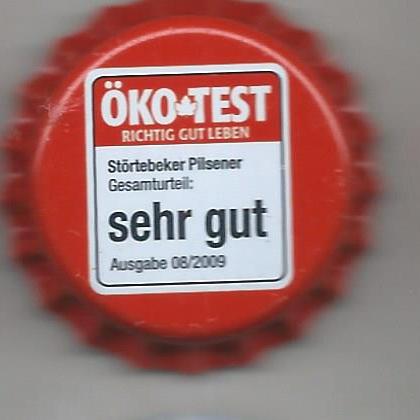 ÖKO TEST
RICHTIG GUT LEBEN
Störtebeker Pilsener
Gesamturteil:
sehr gut
Ausgabe 08/2009